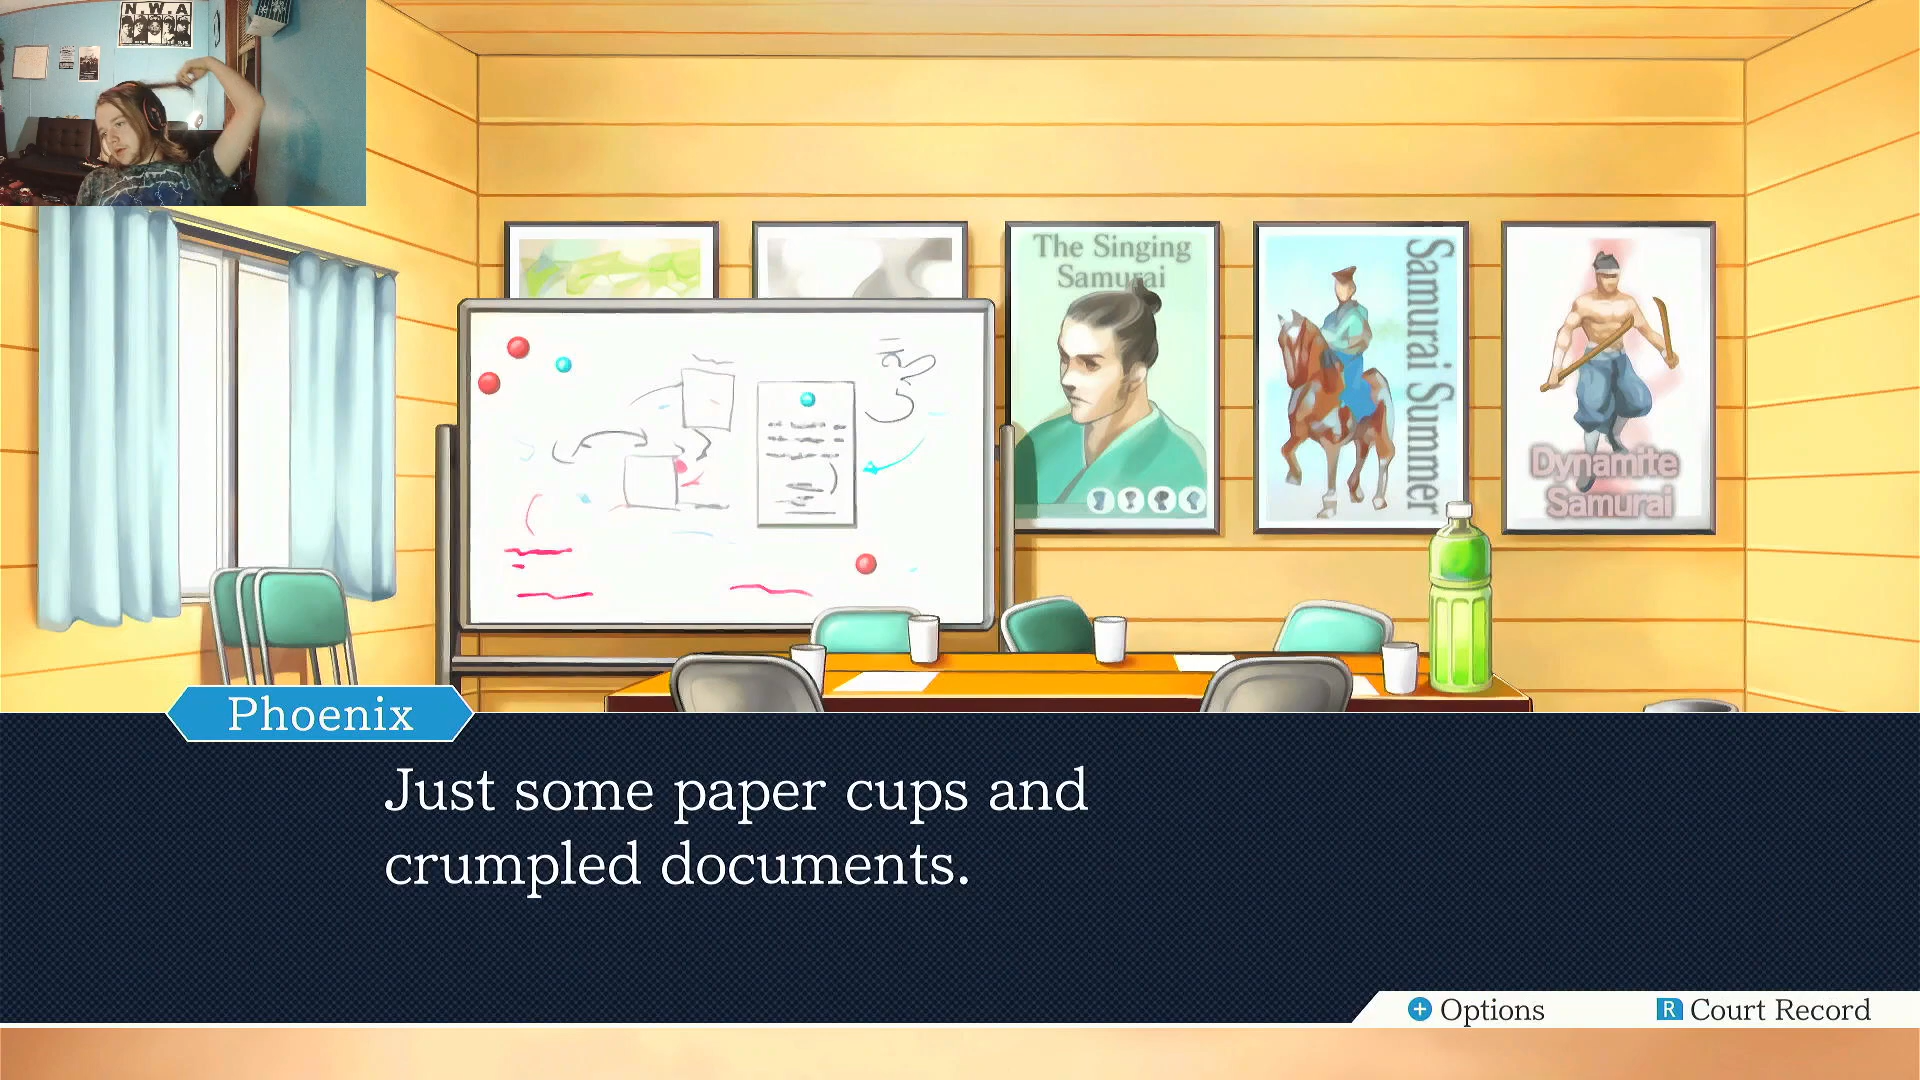 N.W.A
The Singing
Samurai
Samurai Summer
Dynamite
Samurai
Phoenix
Just some paper cups and
crumpled documents.
+ Options
R Court Record